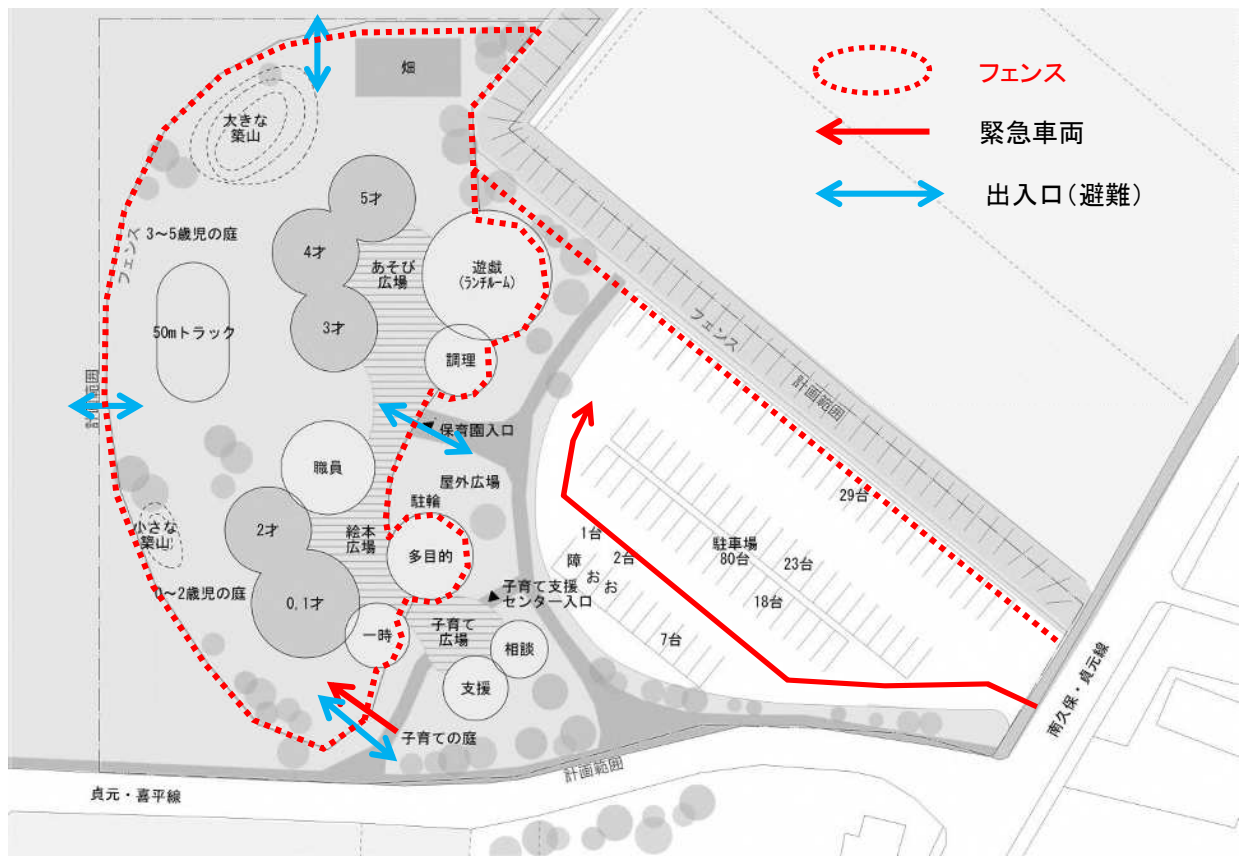 フェンス
緊急車両
出入口（避難）
畑
大きな
築山
5才
3～5歳児の庭
フェンス
4才
あそび
広場
遊戯
(ランチルーム)
50mトラック
3才
調理
フェンス
計画範囲
計画範囲
保育園入口
職員
屋外広場
駐輪
29台
小さな
築山
2才
絵本
広場
多目的
1台
障
2台
お
お
駐車場
80台
23台
18台
0～2歳児の庭
0,1才
子育て支援
センター入口
一時
子育て
広場
相談
7台
支援
子育ての庭
南久保・貞元線
計画範囲
貞元・喜平線